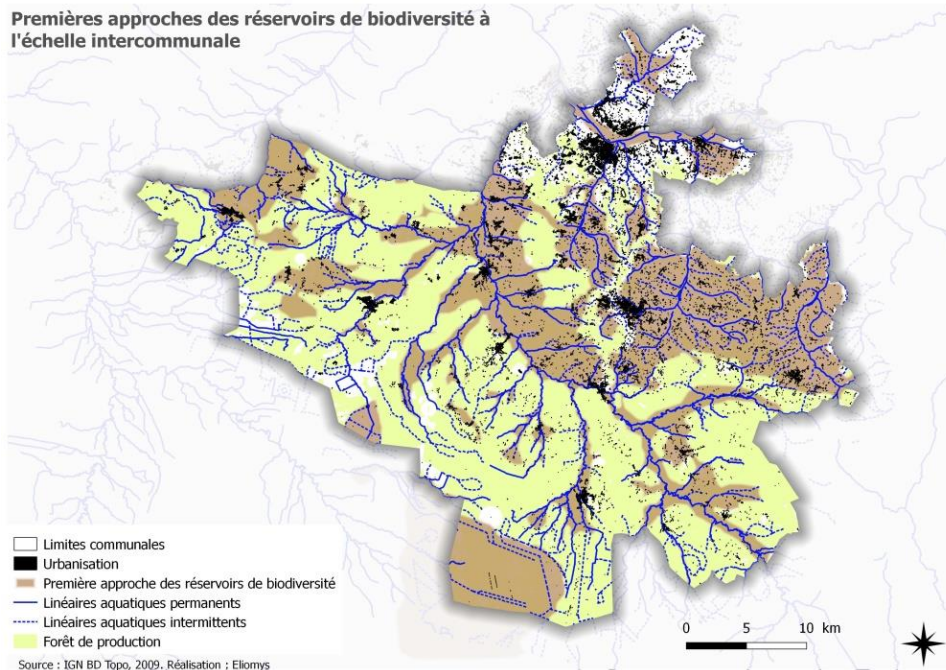 Premières approches des réservoirs de biodiversité à
l'échelle intercommunale
Limites communales
Urbanisation
Première approche des réservoirs de biodiversité
Linéaires aquatiques permanents
Linéaires aquatiques intermittents
Forêt de production
0 5 10 km
Source : IGN BD Topo, 2009. Réalisation ; Eliomys